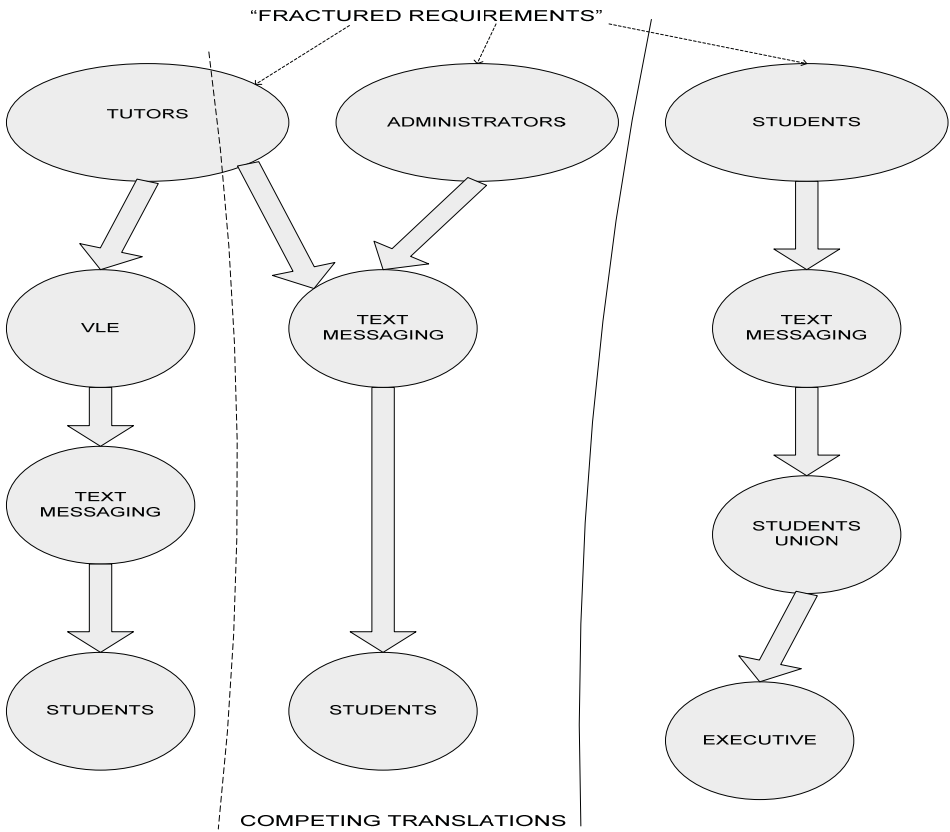 “FRACTURED REQUIREMENTS”
TUTORS
ADMINISTRATORS
STUDENTS
VLE
TEXT
MESSAGING
TEXT
MESSAGING
TEXT
MESSAGING
STUDENTS
UNION
STUDENTS
STUDENTS
EXECUTIVE
COMPETING TRANSLATIONS